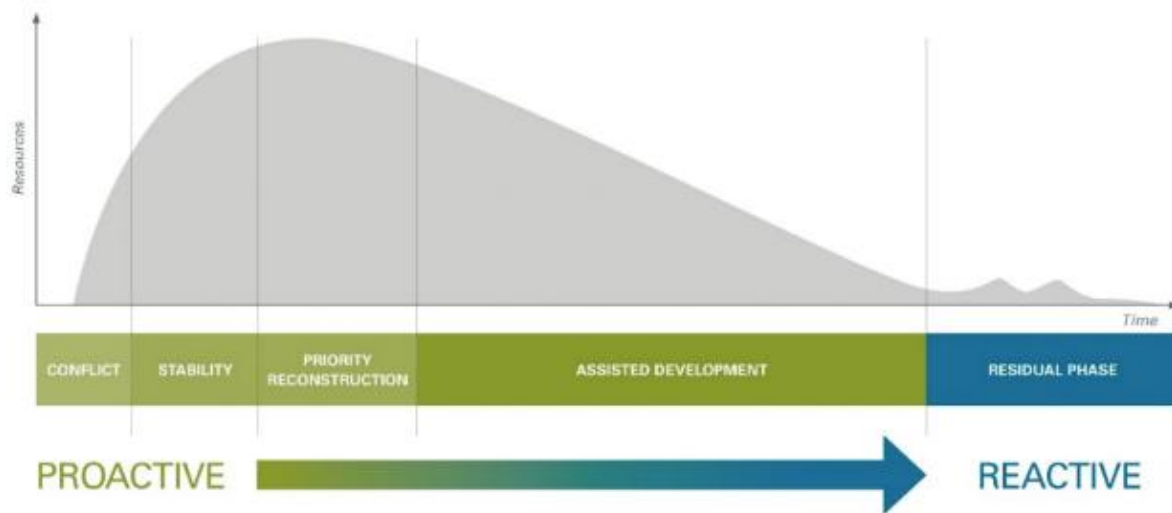 Resources
Time
CONFLICT
STABILITY
PRIORITY
RECONSTRUCTION
ASSISTED DEVELOPMENT
RESIDUAL PHASE
PROACTIVE
REACTIVE